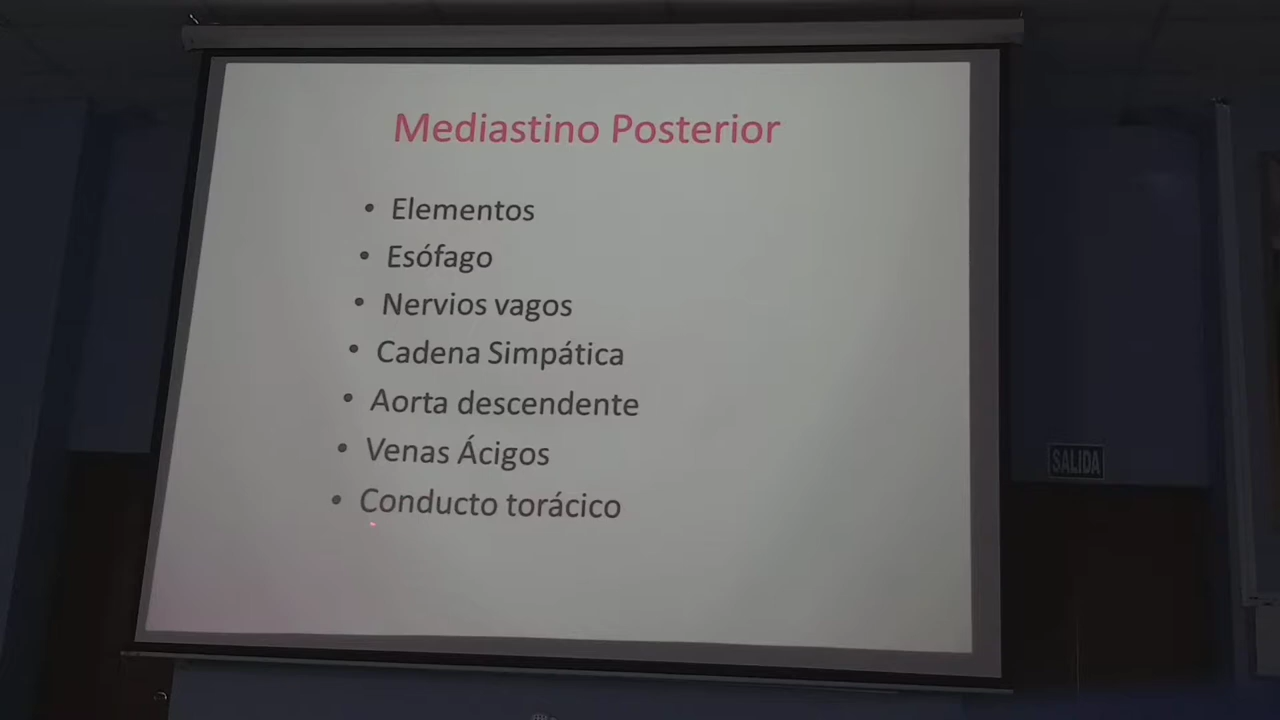 Mediastino Posterior
• Elementos
• Esófago
• Nervios vagos
• Cadena Simpática
• Aorta descendente
• Venas Ácigos
• Conducto torácico
SALIDA